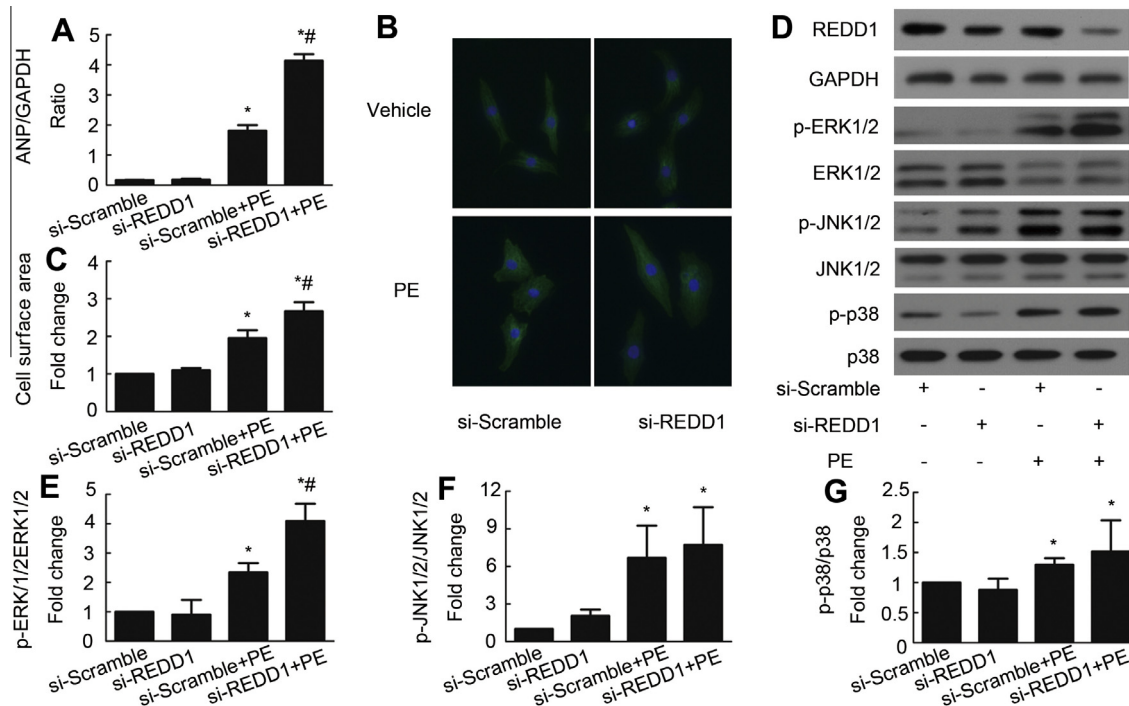 A
ANP/GAPDH
Ratio
5
4
3
2
1
0
*
*#
si-Scramble
si-REDD1
si-Scramble+PE
si-REDD1+PE
B
Vehicle
PE
si-Scramble
si-REDD1
C
Cell surface area
Fold change
4
3
2
1
0
*
*#
si-Scramble
si-REDD1
si-Scramble+PE
si-REDD1+PE
D
REDD1
GAPDH
p-ERK1/2
ERK1/2
p-JNK1/2
JNK1/2
p-p38
p38
si-Scramble + - + -
si-REDD1 - + - +
PE - - + +
E
p-ERK/1/2ERK1/2
Fold change
5
4
3
2
1
0
*
*#
si-Scramble
si-REDD1
si-Scramble+PE
si-REDD1+PE
F
p-JNK1/2/JNK1/2
Fold change
12
9
6
3
0
*
*
si-Scramble
si-REDD1
si-Scramble+PE
si-REDD1+PE
G
p-p38/p38
Fold change
2.5
2
1.5
1
0.5
0
*
*
si-Scramble
si-REDD1
si-Scramble+PE
si-REDD1+PE